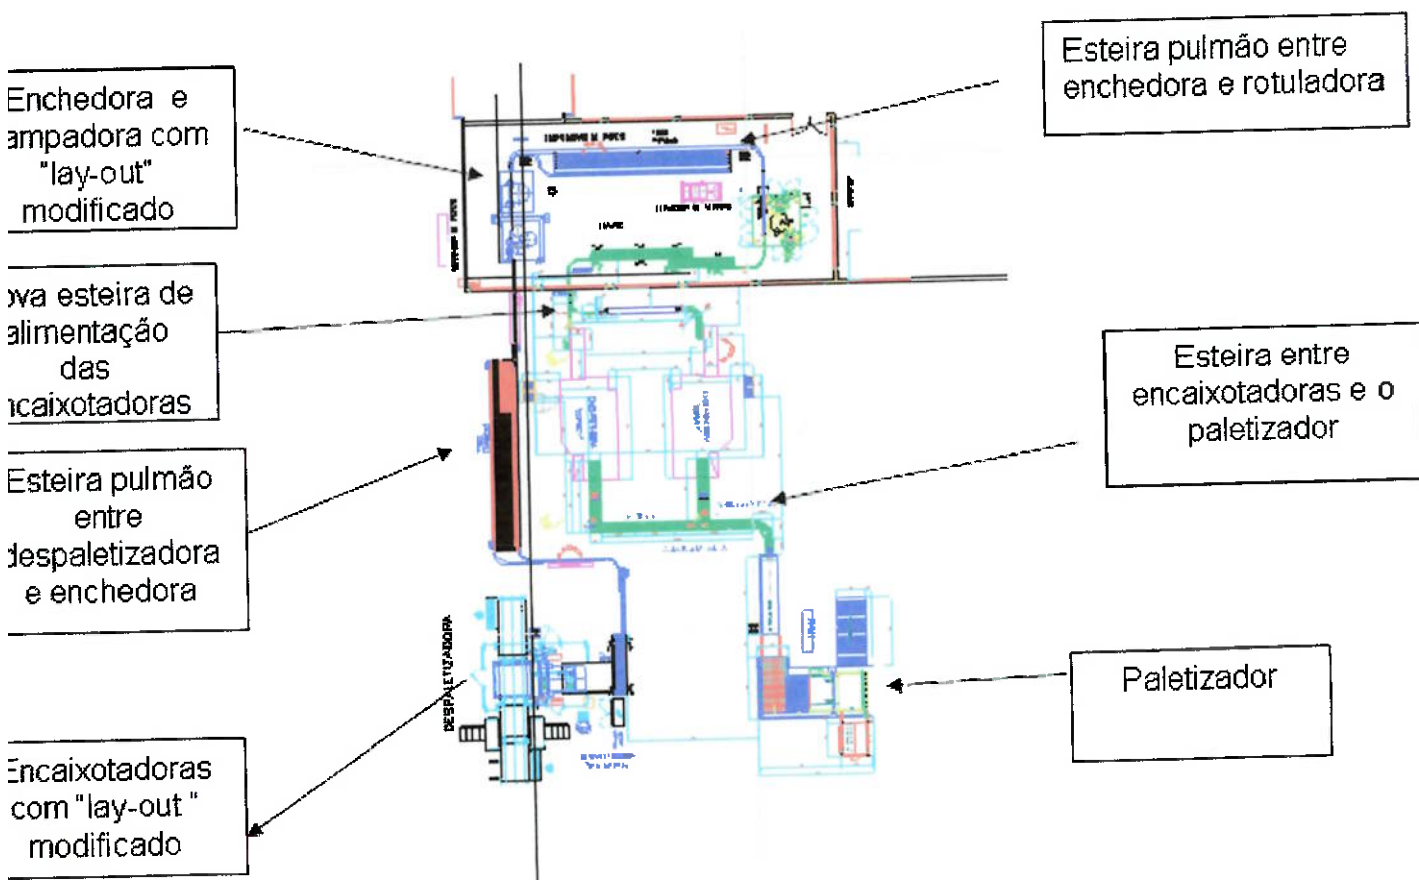 Enchedora e
ampadora com
"lay-out"
modificado
ova esteira de
alimentação
das
ncaixotadoras
Esteira pulmão
entre
despaletizadora
e enchedora
Encaixotadoras
com "lay-out "
modificado
DESPALETIZADORA
Esteira pulmão entre
enchedora e rotuladora
Esteira entre
encaixotadoras e o
paletizador
Paletizador